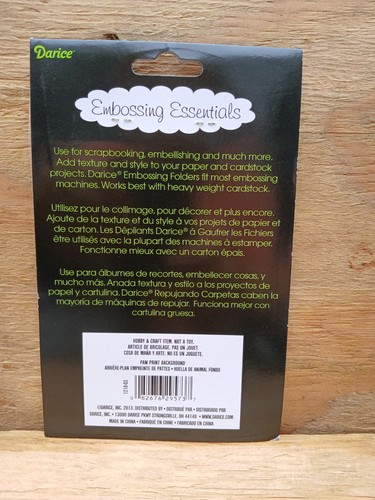 Darice®
Embossing Essentials
Use for scrapbooking, embellishing and much more.
Add texture and style to your paper and cardstock
projects. Darice® Embossing Folders fit most embossing
machines. Works best with heavy weight cardstock.
Utilisez pour le collimage, pour décorer et plus encore.
Ajoute de la texture et du style à vos projets de papier et
de carton. Les Dépliants Darice® à Gaufrer les Fichiers
être utilisés avec la plupart des machines à estamper.
Fonctionne mieux avec un carton épais.
Use para álbumes de recortes, embellecer cosas, y
mucho más. Anada textura y estilo a los proyectos de
papel y cartulina. Darice® Repujando Carpetas caben la
mayoría de máquinas de repujar. Funciona mejor con
cartulina gruesa.
HOBBY & CRAFT ITEM. NOT A TOY.
ARTICLE DE BRICOLAGE. PAS UN JOUET.
COSA DE MAÑA Y ARTE. NO ES UN JUGUETE.
PAW PRINT BACKGROUND
ARRIÈRE-PLAN EMPREINTE DE PATTES • HUELLA DE ANIMAL FONDO
0 82676 29573
©DARICE, INC. 2013. DISTRIBUTED BY • DISTRIBUÉ PAR • DISTRIBUIDO POR
DARICE, INC. • 13000 DARICE PKWY STRONGSVILLE, OH 44149 • WWW.DARICE.COM
MADE IN CHINA • FABRIQUÉ EN CHINE • FABRICADO EN CHINA